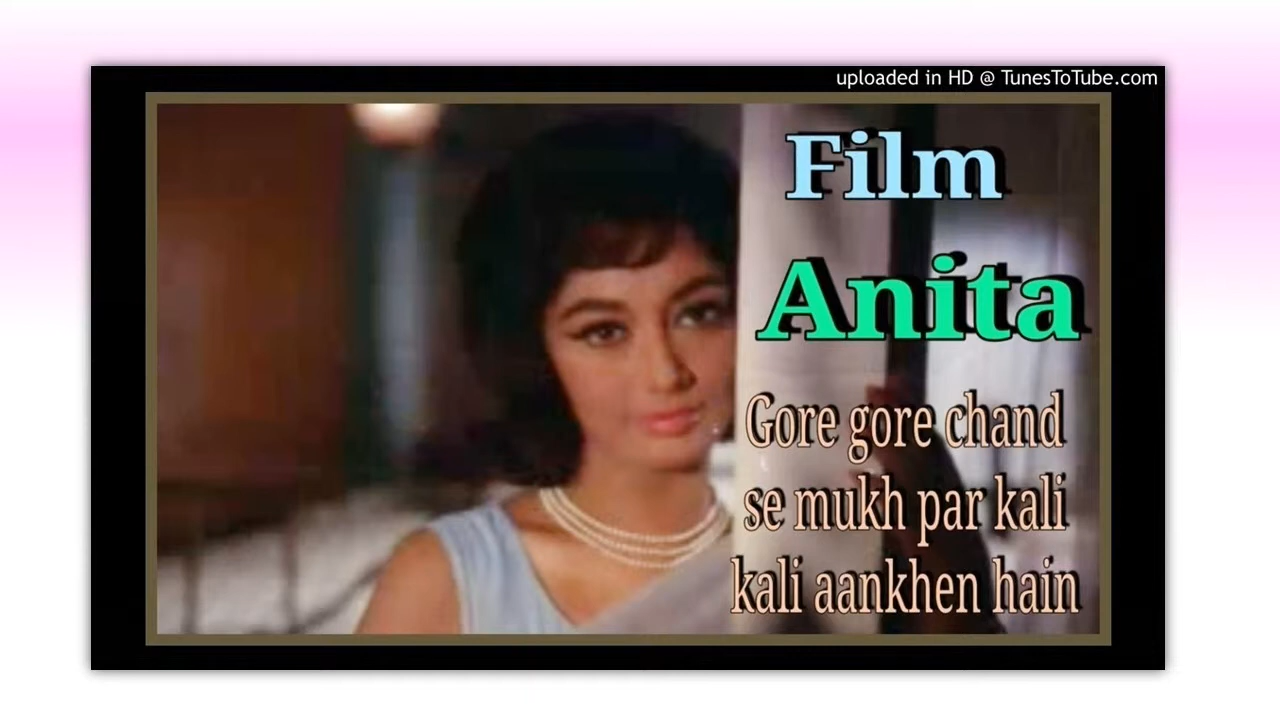 uploaded in HD @ TunesToTube.com
Film
Anita
Gore gore chand
se mukh par kali
kali aankhen hain